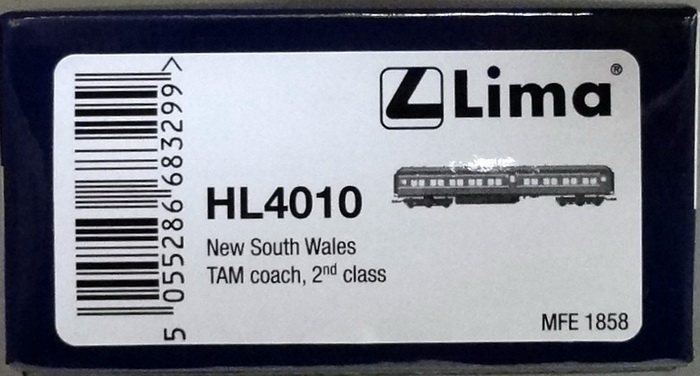 Lima®
HL4010
New South Wales
TAM coach, 2nd class
MFE 1858
5 055286 683299 >